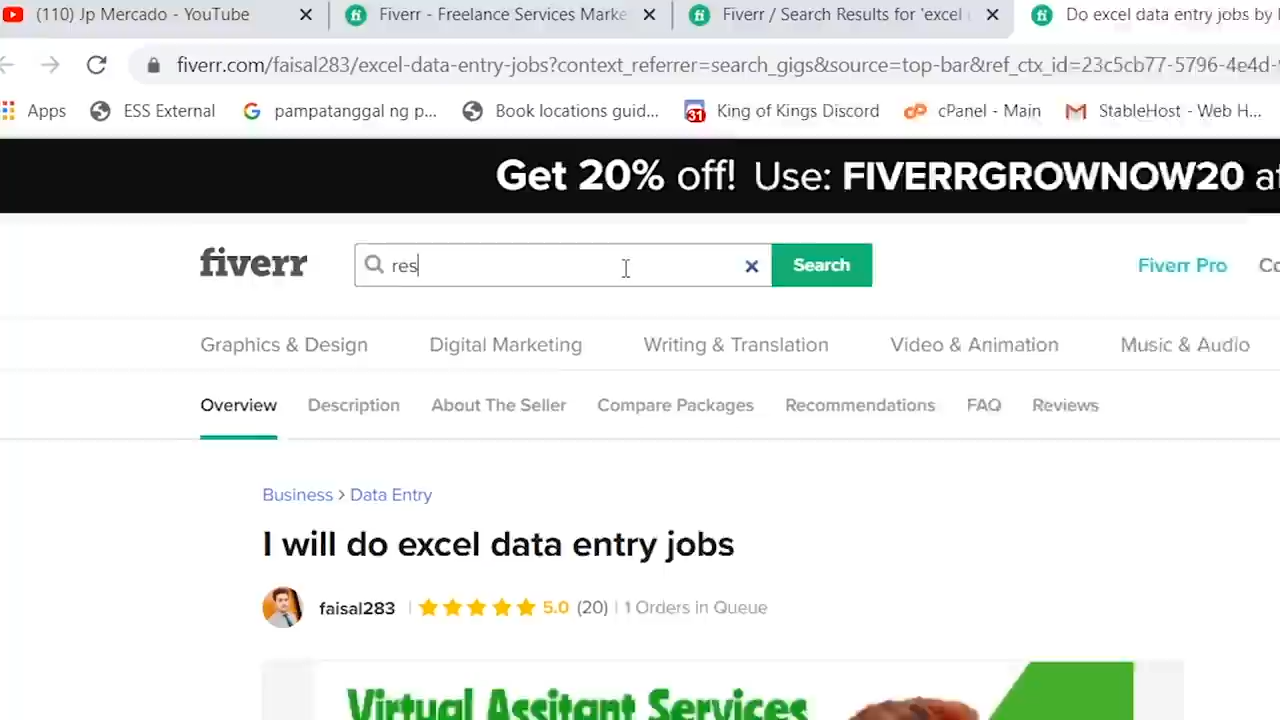 (110) Jp Mercado - YouTube
Fiverr - Freelance Services Marke
Fiverr / Search Results for 'excel
Do excel data entry jobs by
fiverr.com/faisal283/excel-data-entry-jobs?context_referrer=search_gigs&source=top-bar&ref_ctx_id=23c5cb77-5796-4e4d-
Apps
ESS External
pampatanggal ng p...
Book locations guid...
31
King of Kings Discord
cPanel - Main
StableHost - Web H...
Get 20% off! Use: FIVERRGROWNOW20 at
fiverr
res
Search
Fiverr Pro
Graphics & Design
Digital Marketing
Writing & Translation
Video & Animation
Music & Audio
Overview
Description
About The Seller
Compare Packages
Recommendations
FAQ
Reviews
Business > Data Entry
I will do excel data entry jobs
faisal283 | 5.0 (20) | 1 Orders in Queue
Virtual Assitant Services